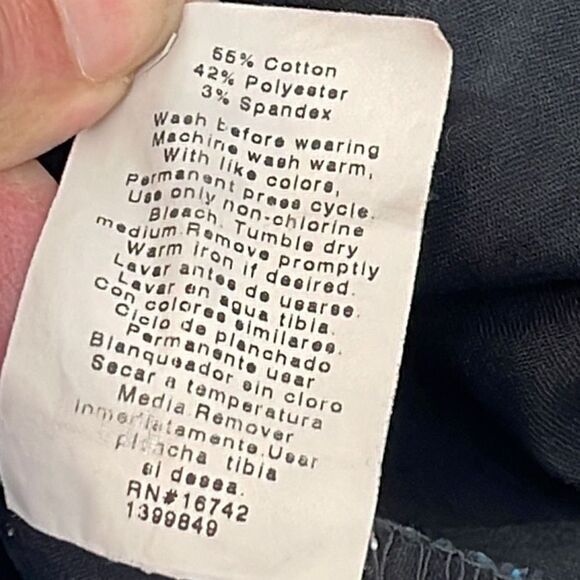 55% Cotton
42% Polyester
3% Spandex
Wash before wearing
Machine wash warm,
With like colors,
Permanent press cycle.
Use only non-chlorine
Bleach. Tumble dry
medium.Remove promptly
Warm iron if desired.
Lavar antes de usarse.
Lavar en agua tibia.
Con colores similares.
Ciclo de planchado
Permanente usar
Blanqueador sin cloro
Secar a temperatura
Media.Remover
inmediatamente.Usar
plancha tibia
si desea.
RN#16742
1399849